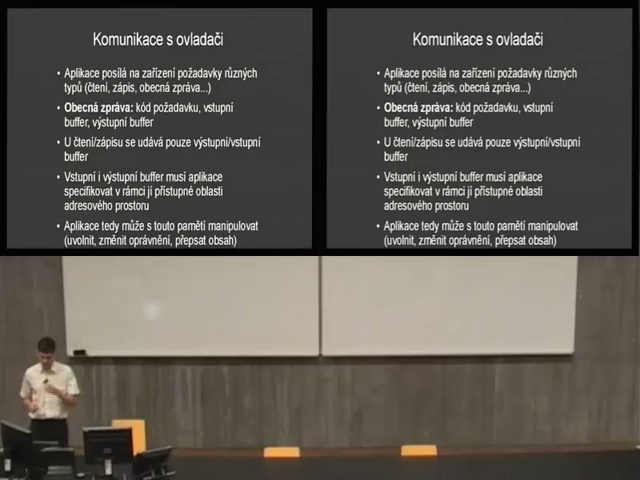 Komunikace s ovladači
• Aplikace posílá na zařízení požadavky různých
typů (čtení, zápis, obecná zpráva...)
• Obecná zpráva: kód požadavku, vstupní
buffer, výstupní buffer
• U čtení/zápisu se udává pouze výstupní/vstupní
buffer
• Vstupní i výstupní buffer musí aplikace
specifikovat v rámci jí přístupné oblasti
adresového prostoru
• Aplikace tedy může s touto pamětí manipulovat
(uvolnit, změnit oprávnění, přepsat obsah)
Komunikace s ovladači
• Aplikace posílá na zařízení požadavky různých
typů (čtení, zápis, obecná zpráva...)
• Obecná zpráva: kód požadavku, vstupní
buffer, výstupní buffer
• U čtení/zápisu se udává pouze výstupní/vstupní
buffer
• Vstupní i výstupní buffer musí aplikace
specifikovat v rámci jí přístupné oblasti
adresového prostoru
• Aplikace tedy může s touto pamětí manipulovat
(uvolnit, změnit oprávnění, přepsat obsah)